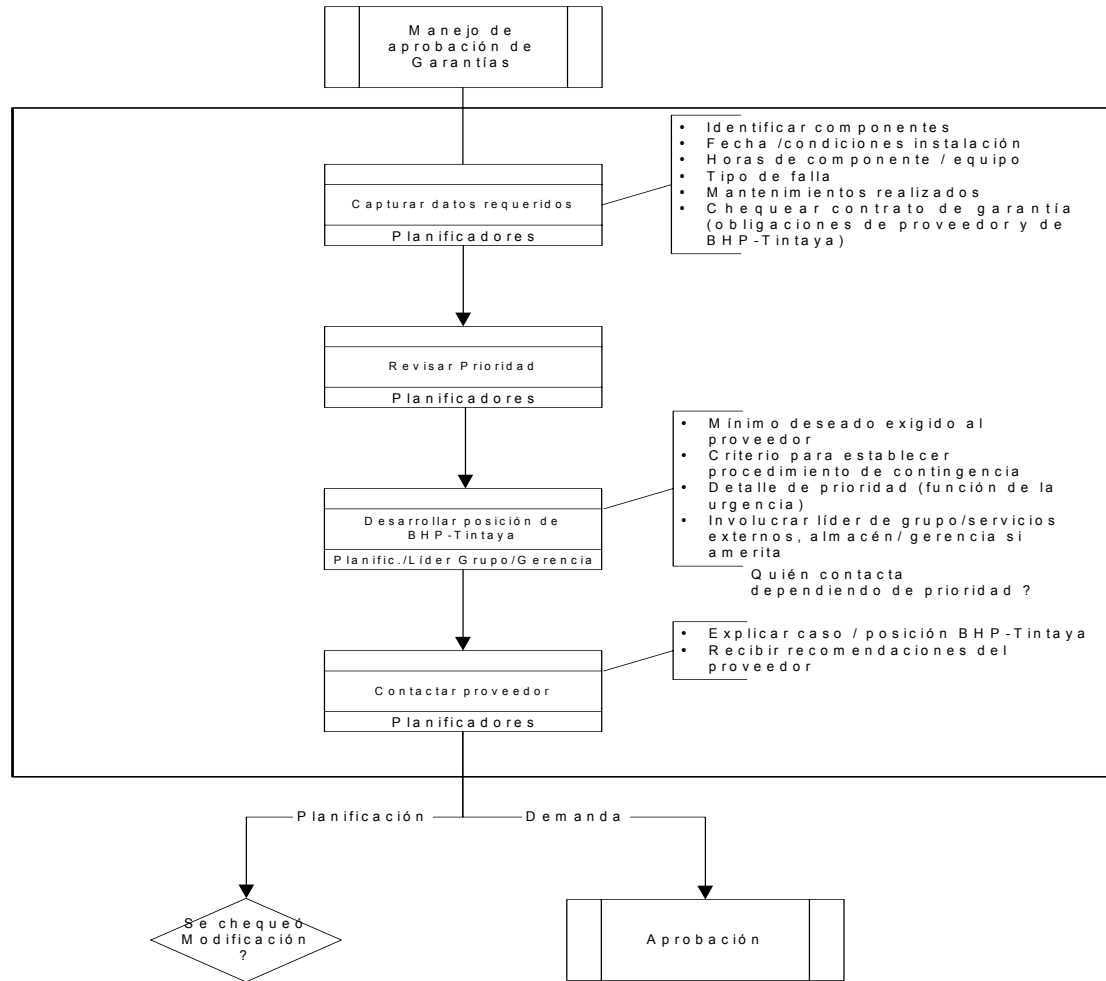 Manejo de
aprobación de
Garantías
• Identificar componentes
• Fecha /condiciones instalación
• Horas de componente / equipo
• Tipo de falla
• Mantenimientos realizados
• Chequear contrato de garantía
(obligaciones de proveedor y de
BHP-Tintaya)
Capturar datos requeridos
Planificadores
Revisar Prioridad
Planificadores
• Mínimo deseado exigido al
proveedor
• Criterio para establecer
procedimiento de contingencia
• Detalle de prioridad (función de la
urgencia)
• Involucrar líder de grupo/servicios
externos, almacén/ gerencia si
amerita
Desarrollar posición de
BHP-Tintaya
Planific./Líder Grupo/Gerencia
Quién contacta
dependiendo de prioridad ?
• Explicar caso / posición BHP-Tintaya
• Recibir recomendaciones del
proveedor
Contactar proveedor
Planificadores
Planificación
Demanda
Se chequeó
Modificación
?
Aprobación